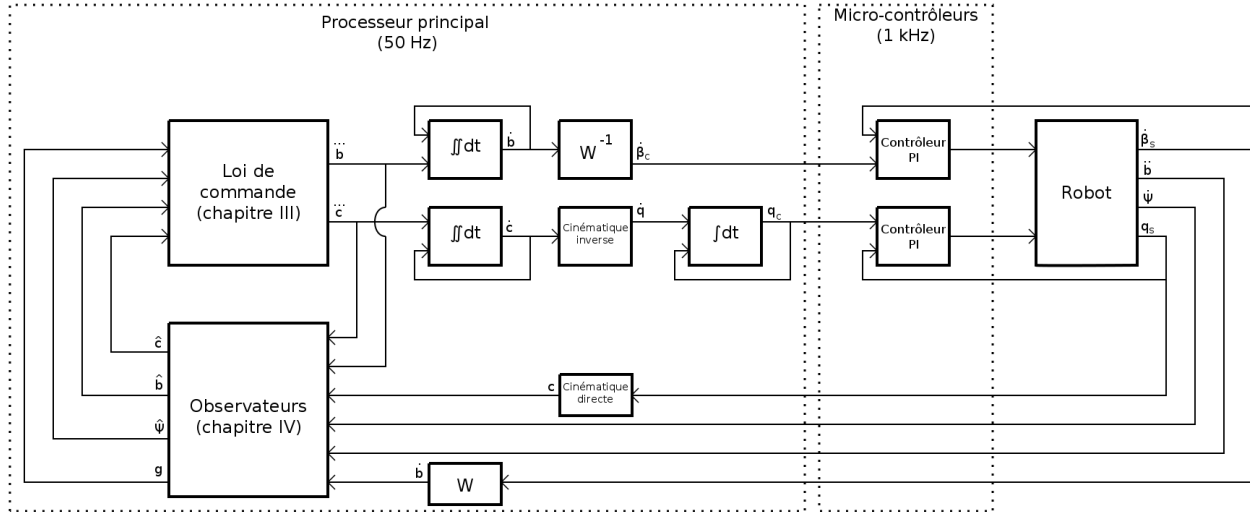 Processeur principal
(50 Hz)
Micro-contrôleurs
(1 kHz)
Loi de
commande
(chapitre III)
b⃛
c⃛
∬dt
ḃ
W⁻¹
β̇c
Contrôleur
PI
Robot
β̇s
b̈
ψ̇
qs
∬dt
ċ
Cinématique
inverse
q̇
∫dt
qc
Contrôleur
PI
Observateurs
(chapitre IV)
ĉ
b̂
ψ̂
g
c
Cinématique
directe
ḃ
W